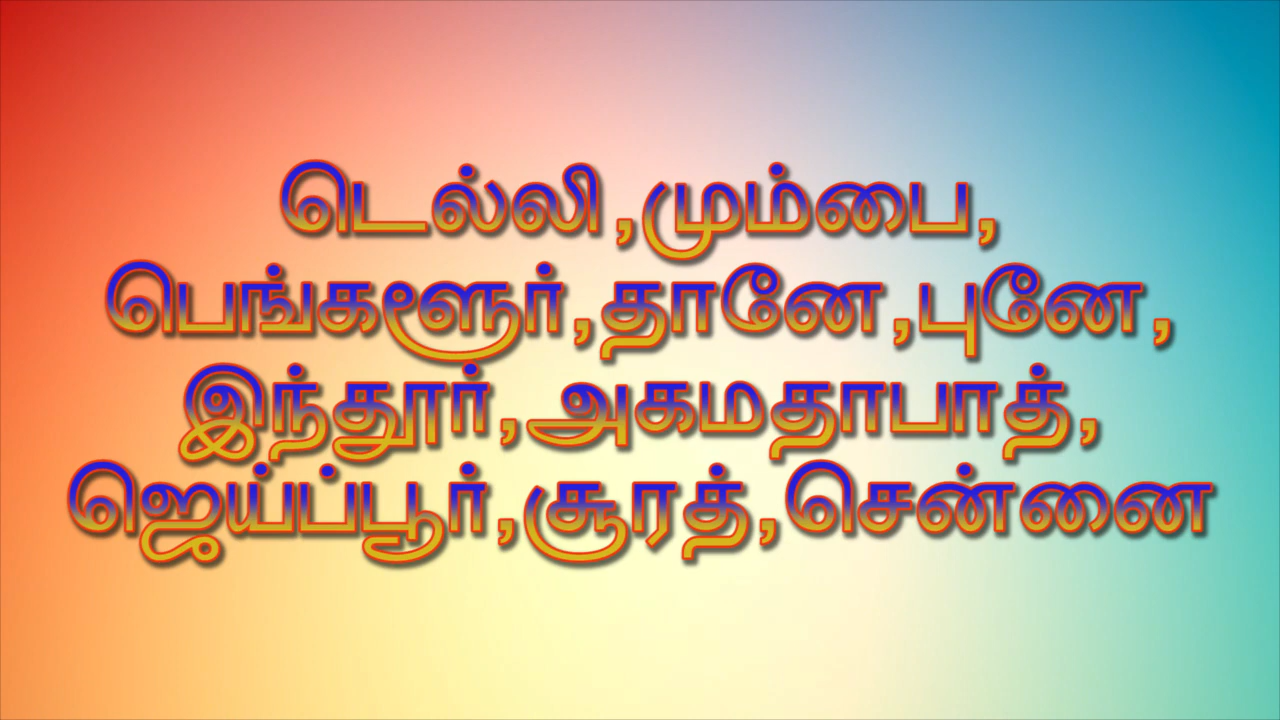 டெல்லி ,மும்பை,
பெங்களூர்,தானே ,புனே ,
இந்தூர்,அகமதாபாத்,
ஜெய்ப்பூர்,சூரத்,சென்னை